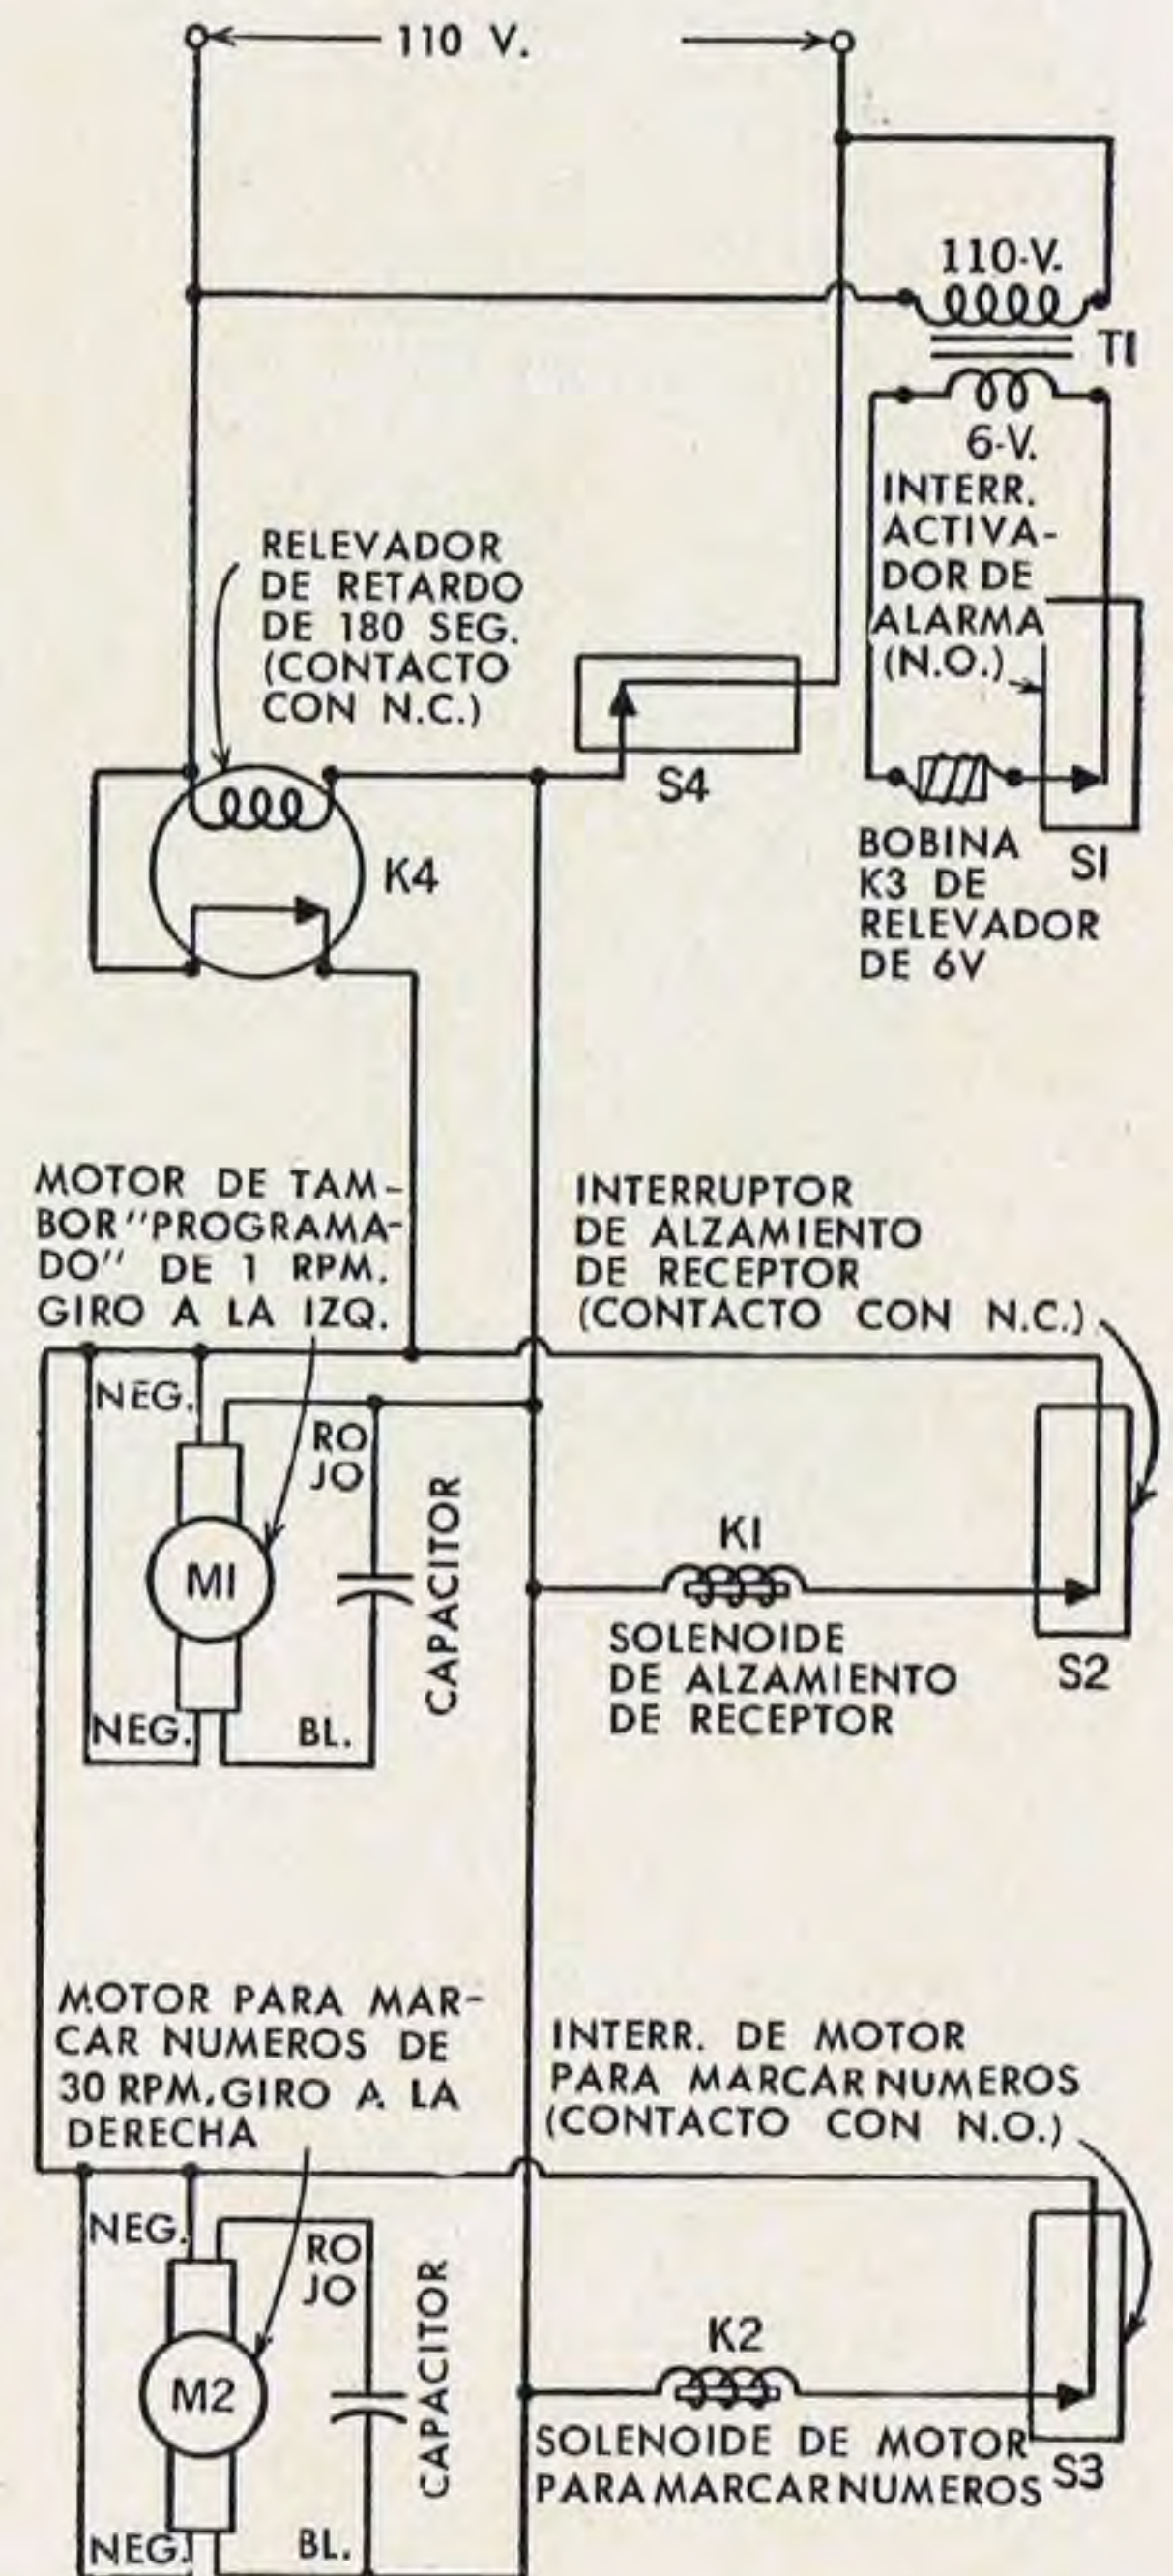 110 V.
110-V.
T1
6-V.
INTERR.
ACTIVA-
DOR DE
ALARMA
(N.O.)
RELEVADOR
DE RETARDO
DE 180 SEG.
(CONTACTO
CON N.C.)
S4
K4
BOBINA
K3 DE
RELEVADOR
DE 6V
S1
MOTOR DE TAM-
BOR "PROGRAMA-
DO" DE 1 RPM.
GIRO A LA IZQ.
INTERRUPTOR
DE ALZAMIENTO
DE RECEPTOR
(CONTACTO CON N.C.)
NEG.
RO
JO
M1
CAPACITOR
NEG.
BL.
K1
SOLENOIDE
DE ALZAMIENTO
DE RECEPTOR
S2
MOTOR PARA MAR-
CAR NUMEROS DE
30 RPM. GIRO A LA
DERECHA
INTERR. DE MOTOR
PARA MARCAR NUMEROS
(CONTACTO CON N.O.)
NEG.
RO
JO
M2
CAPACITOR
NEG.
BL.
K2
SOLENOIDE DE MOTOR
PARA MARCAR NUMEROS
S3